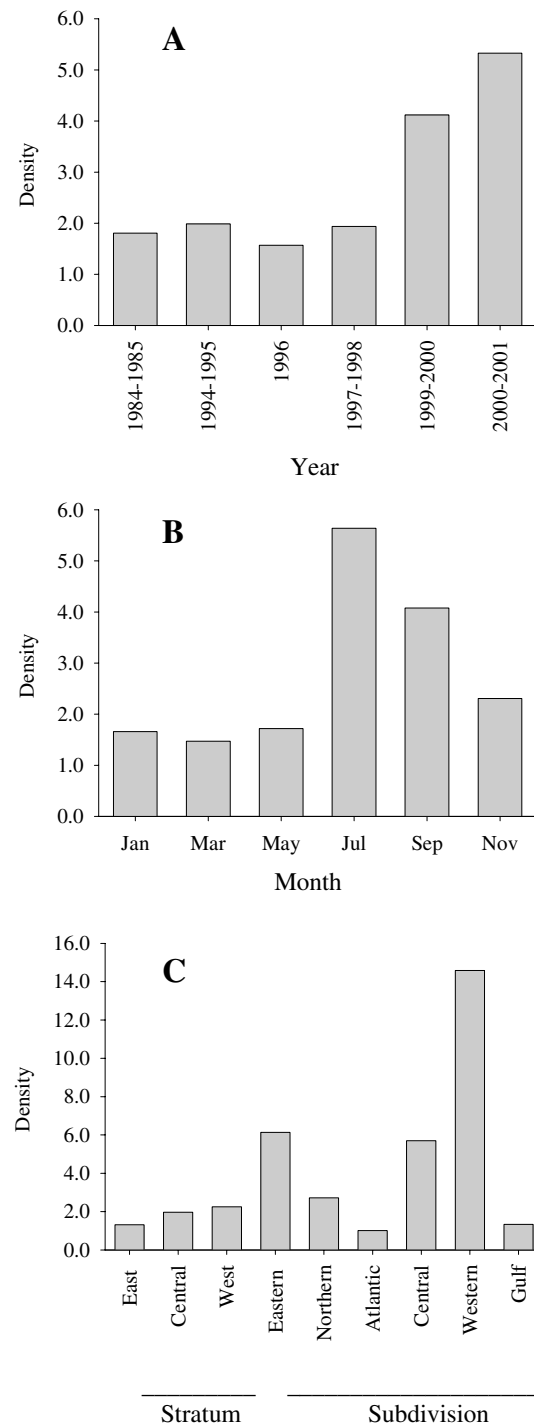 A
6.0
5.0
4.0
3.0
2.0
1.0
0.0
Density
1984-1985
1994-1995
1996
1997-1998
1999-2000
2000-2001
Year
B
6.0
5.0
4.0
3.0
2.0
1.0
0.0
Density
Jan Mar May Jul Sep Nov
Month
C
16.0
14.0
12.0
10.0
8.0
6.0
4.0
2.0
0.0
Density
East
Central
West
Eastern
Northern
Atlantic
Central
Western
Gulf
Stratum Subdivision